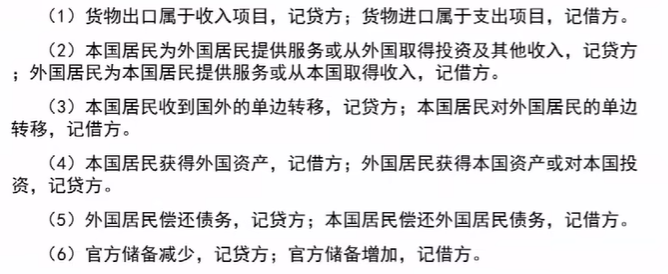 （1）货物出口属于收入项目，记贷方；货物进口属于支出项目，记借方。
（2）本国居民为外国居民提供服务或从外国取得投资及其他收入，记贷方
；外国居民为本国居民提供服务或从本国取得收入，记借方。
（3）本国居民收到国外的单边转移，记贷方；本国居民对外国居民的单边
转移，记借方。
（4）本国居民获得外国资产，记借方；外国居民获得本国资产或对本国投
资，记贷方。
（5）外国居民偿还债务，记贷方；本国居民偿还外国居民债务，记借方。
（6）官方储备减少，记贷方；官方储备增加，记借方。